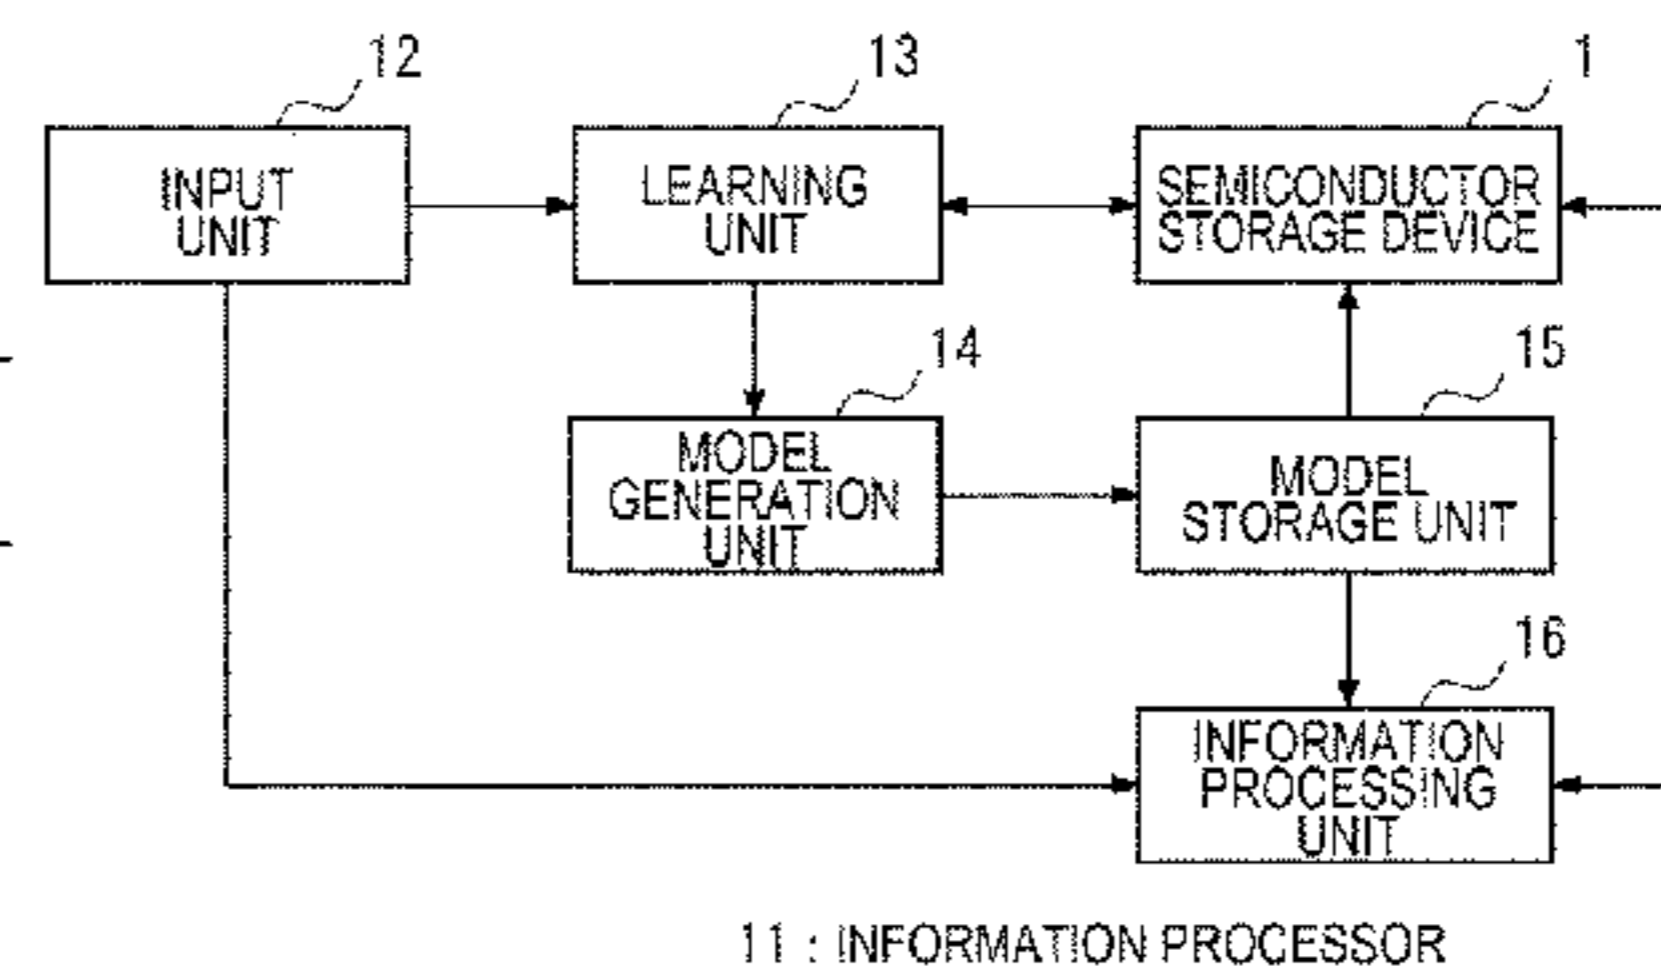 12
13
1
INPUT
UNIT
LEARNING
UNIT
SEMICONDUCTOR
STORAGE DEVICE
14
15
MODEL
GENERATION
UNIT
MODEL
STORAGE UNIT
16
INFORMATION
PROCESSING
UNIT
11 : INFORMATION PROCESSOR